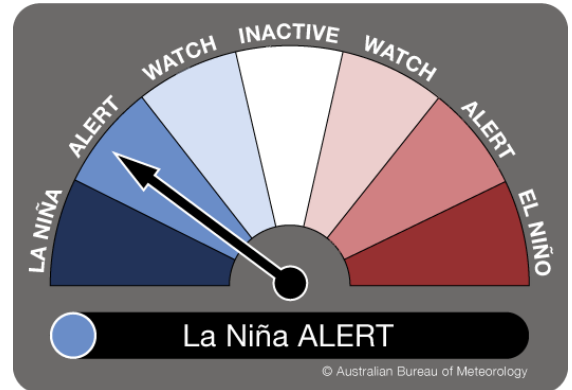 LA NIÑA
ALERT
WATCH
INACTIVE
WATCH
ALERT
EL NIÑO
La Niña ALERT
© Australian Bureau of Meteorology